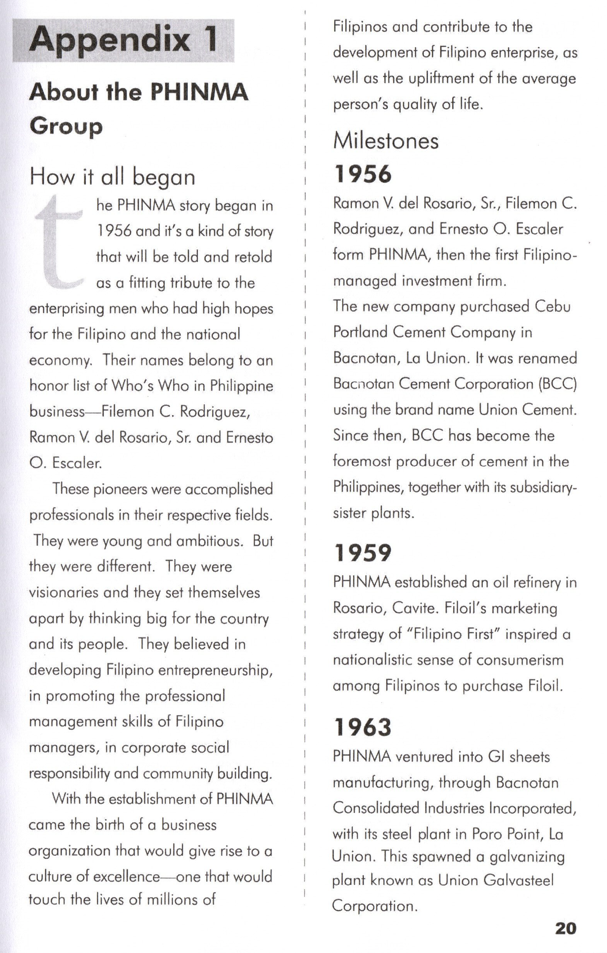 Appendix 1
About the PHINMA
Group
How it all began
the PHINMA story began in
1956 and it's a kind of story
that will be told and retold
as a fitting tribute to the
enterprising men who had high hopes
for the Filipino and the national
economy. Their names belong to an
honor list of Who's Who in Philippine
business—Filemon C. Rodriguez,
Ramon V. del Rosario, Sr. and Ernesto
O. Escaler.
These pioneers were accomplished
professionals in their respective fields.
They were young and ambitious. But
they were different. They were
visionaries and they set themselves
apart by thinking big for the country
and its people. They believed in
developing Filipino entrepreneurship,
in promoting the professional
management skills of Filipino
managers, in corporate social
responsibility and community building.
With the establishment of PHINMA
came the birth of a business
organization that would give rise to a
culture of excellence—one that would
touch the lives of millions of
Filipinos and contribute to the
development of Filipino enterprise, as
well as the upliftment of the average
person's quality of life.
Milestones
1956
Ramon V. del Rosario, Sr., Filemon C.
Rodriguez, and Ernesto O. Escaler
form PHINMA, then the first Filipino-
managed investment firm.
The new company purchased Cebu
Portland Cement Company in
Bacnotan, La Union. It was renamed
Bacnotan Cement Corporation (BCC)
using the brand name Union Cement.
Since then, BCC has become the
foremost producer of cement in the
Philippines, together with its subsidiary-
sister plants.
1959
PHINMA established an oil refinery in
Rosario, Cavite. Filoil's marketing
strategy of "Filipino First" inspired a
nationalistic sense of consumerism
among Filipinos to purchase Filoil.
1963
PHINMA ventured into GI sheets
manufacturing, through Bacnotan
Consolidated Industries Incorporated,
with its steel plant in Poro Point, La
Union. This spawned a galvanizing
plant known as Union Galvasteel
Corporation.
20